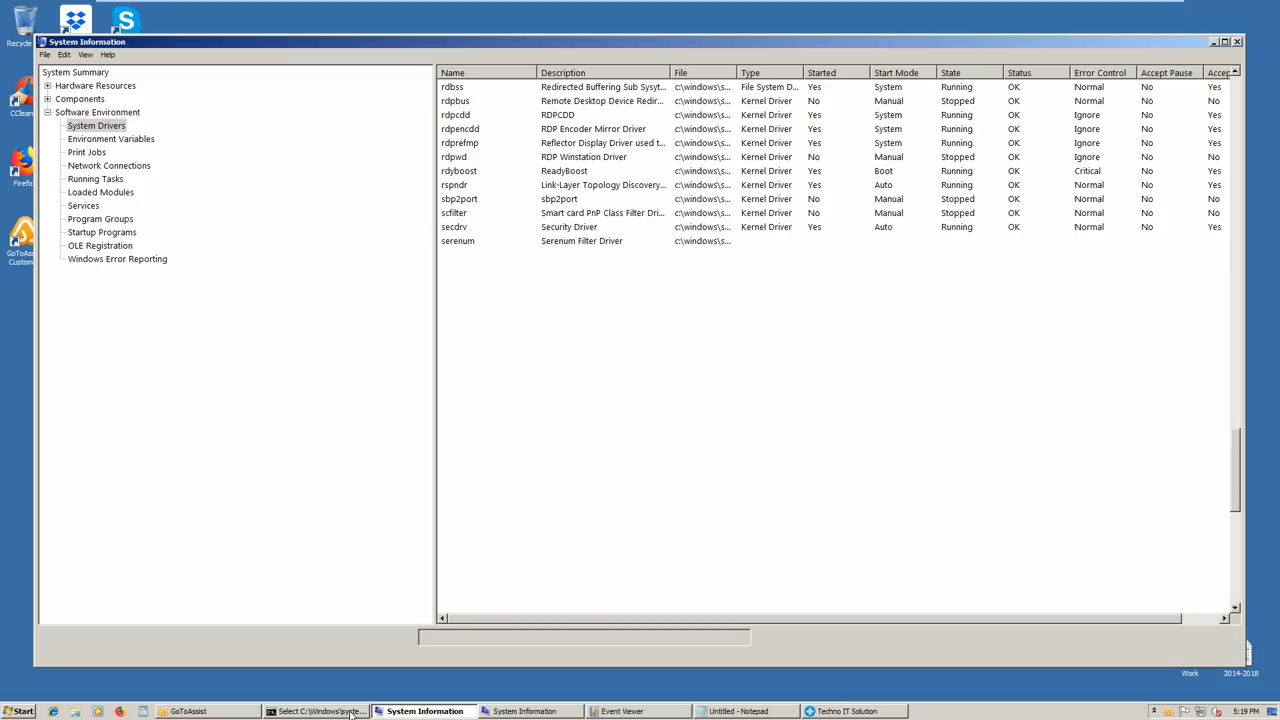 Recycle
CClean
Firefox
GoToAss
Custom
System Information
File Edit View Help
System Summary
Hardware Resources
Components
Software Environment
System Drivers
Environment Variables
Print Jobs
Network Connections
Running Tasks
Loaded Modules
Services
Program Groups
Startup Programs
OLE Registration
Windows Error Reporting
Name Description File Type Started Start Mode State Status Error Control Accept Pause Accep
rdbss Redirected Buffering Sub Sysyt... c:\windows\s... File System D... Yes System Running OK Normal No Yes
rdpbus Remote Desktop Device Redir... c:\windows\s... Kernel Driver No Manual Stopped OK Normal No No
rdpcdd RDPCDD c:\windows\s... Kernel Driver Yes System Running OK Ignore No Yes
rdpencdd RDP Encoder Mirror Driver c:\windows\s... Kernel Driver Yes System Running OK Ignore No Yes
rdprefmp Reflector Display Driver used t... c:\windows\s... Kernel Driver Yes System Running OK Ignore No Yes
rdpwd RDP Winstation Driver c:\windows\s... Kernel Driver No Manual Stopped OK Ignore No No
rdyboost ReadyBoost c:\windows\s... Kernel Driver Yes Boot Running OK Critical No Yes
rspndr Link-Layer Topology Discovery... c:\windows\s... Kernel Driver Yes Auto Running OK Normal No Yes
sbp2port sbp2port c:\windows\s... Kernel Driver No Manual Stopped OK Normal No No
scfilter Smart card PnP Class Filter Dri... c:\windows\s... Kernel Driver No Manual Stopped OK Normal No No
secdrv Security Driver c:\windows\s... Kernel Driver Yes Auto Running OK Normal No Yes
serenum Serenum Filter Driver c:\windows\s...
Work 2014-2018
Start GoToAssist Select C:\Windows\syste... System Information System Information Event Viewer Untitled - Notepad Techno IT Solution 5:19 PM